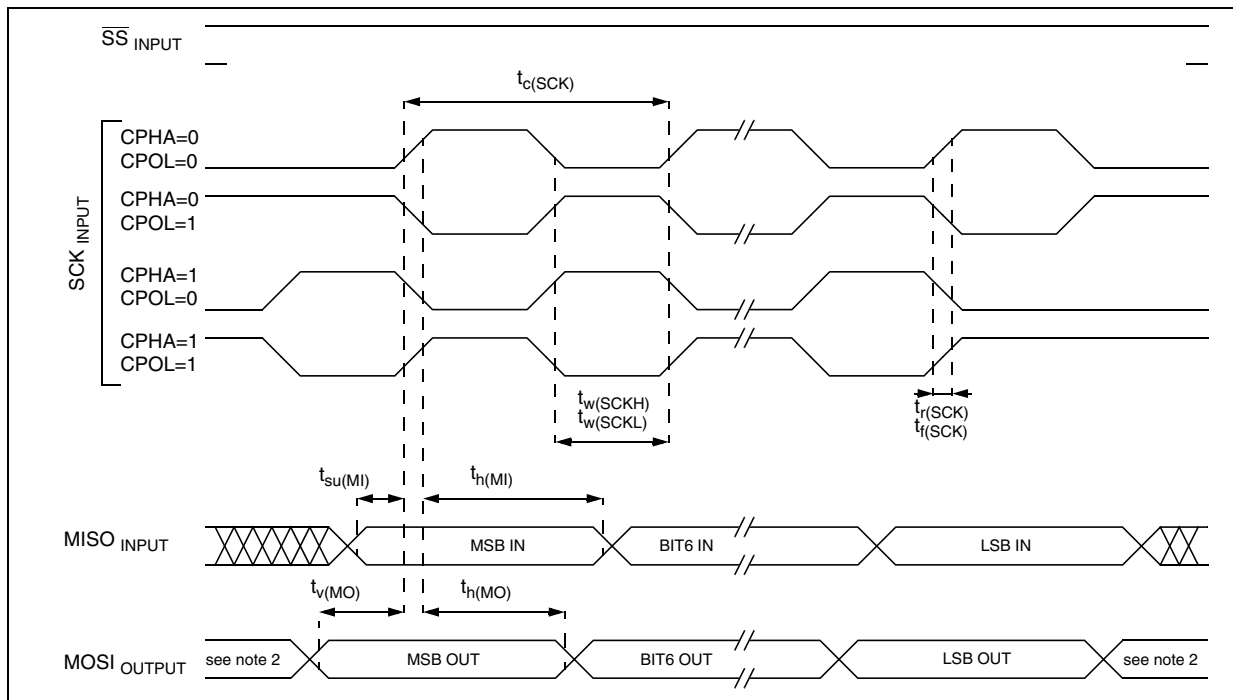 SS INPUT
tc(SCK)
SCK INPUT
CPHA=0
CPOL=0
CPHA=0
CPOL=1
CPHA=1
CPOL=0
CPHA=1
CPOL=1
tw(SCKH)
tw(SCKL)
tr(SCK)
tf(SCK)
tsu(MI)
th(MI)
MISO INPUT
MSB IN
BIT6 IN
LSB IN
tv(MO)
th(MO)
MOSI OUTPUT
see note 2
MSB OUT
BIT6 OUT
LSB OUT
see note 2